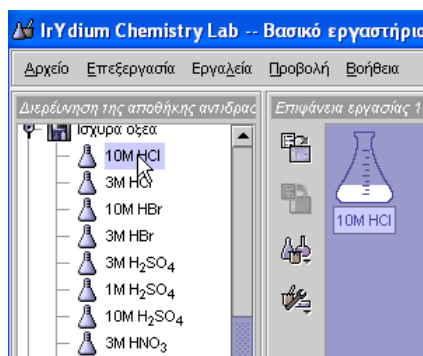 IrYdium Chemistry Lab -- Βασικό εργαστήριο
Αρχείο Επεξεργασία Εργαλεία Προβολή Βοήθεια
Διερέυνηση της αποθήκης αντιδρασ
Ισχυρά οξέα
10M HCl
3M HCl
10M HBr
3M HBr
3M H₂SO₄
1M H₂SO₄
10M H₂SO₄
3M HNO₃
Επιφάνεια εργασίας 1
10M HCl